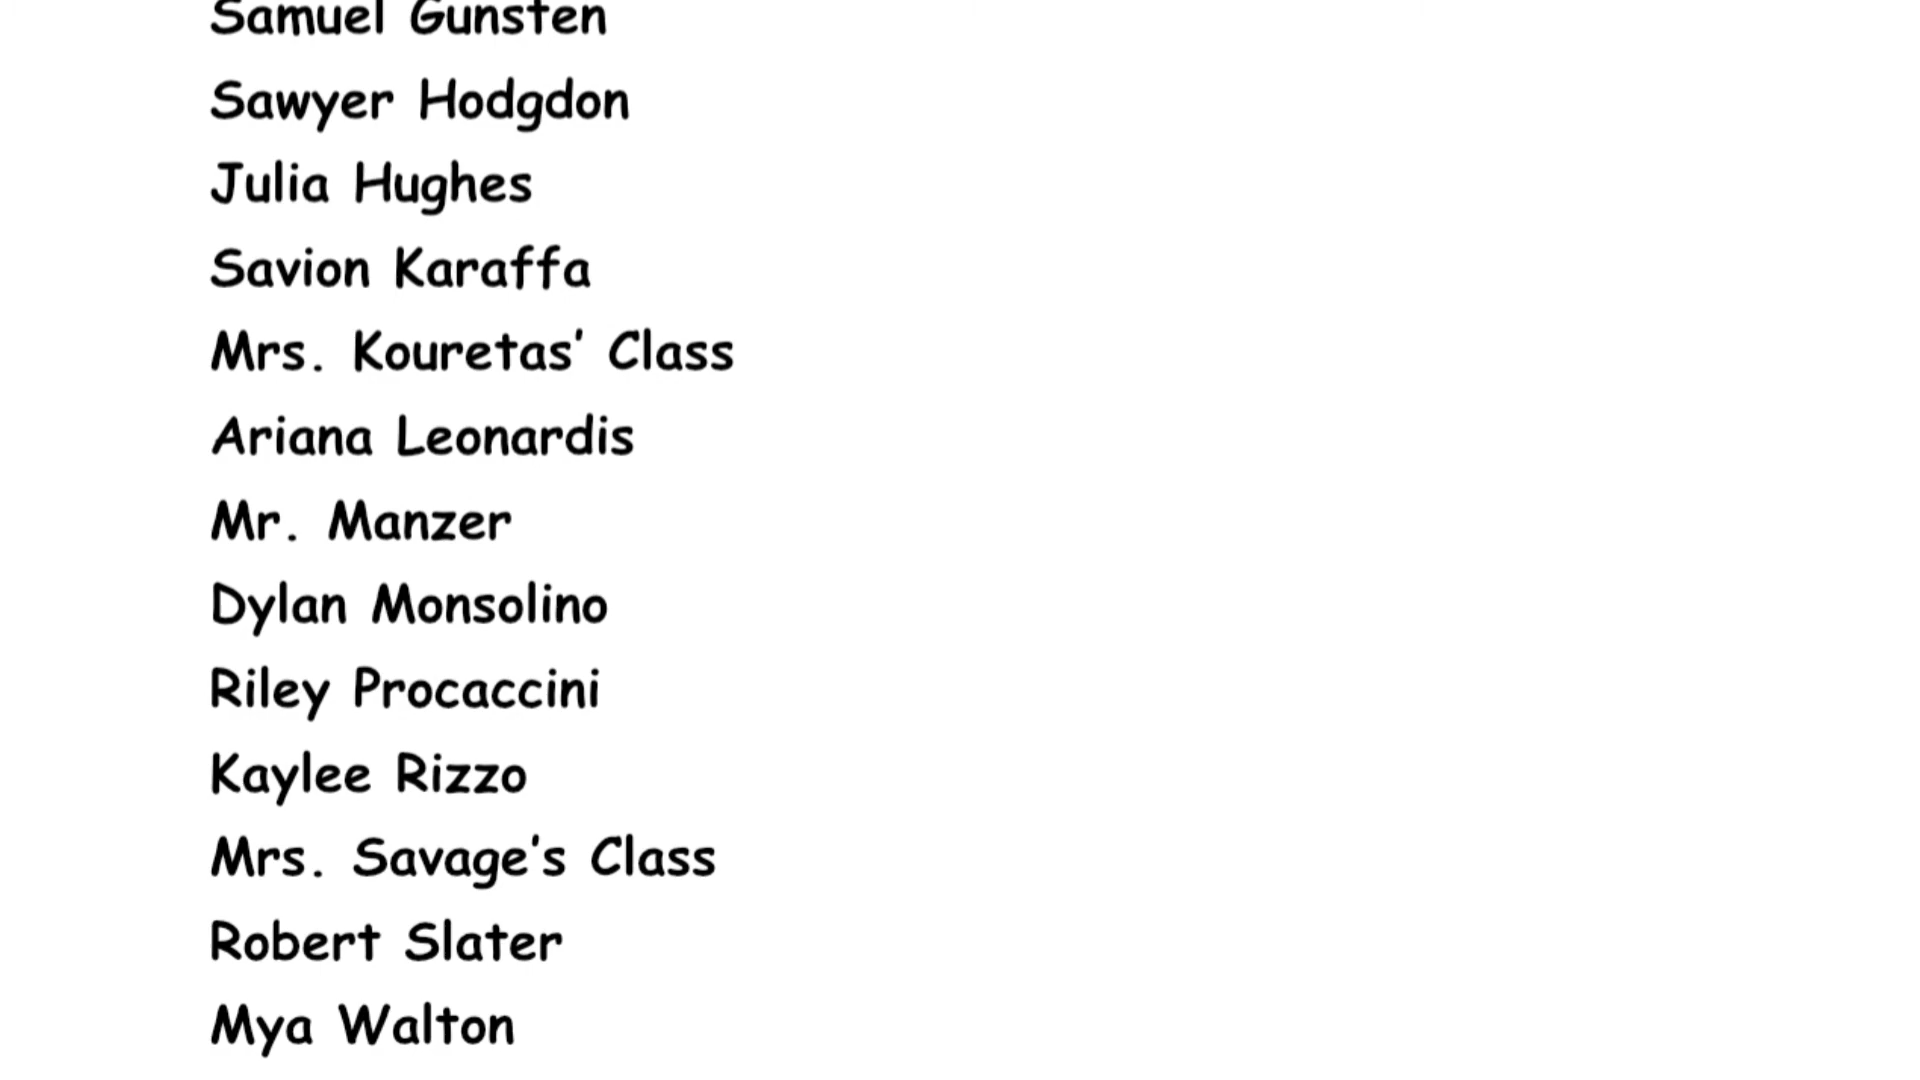 Samuel Gunsten
Sawyer Hodgdon
Julia Hughes
Savion Karaffa
Mrs. Kouretas’ Class
Ariana Leonardis
Mr. Manzer
Dylan Monsolino
Riley Procaccini
Kaylee Rizzo
Mrs. Savage’s Class
Robert Slater
Mya Walton